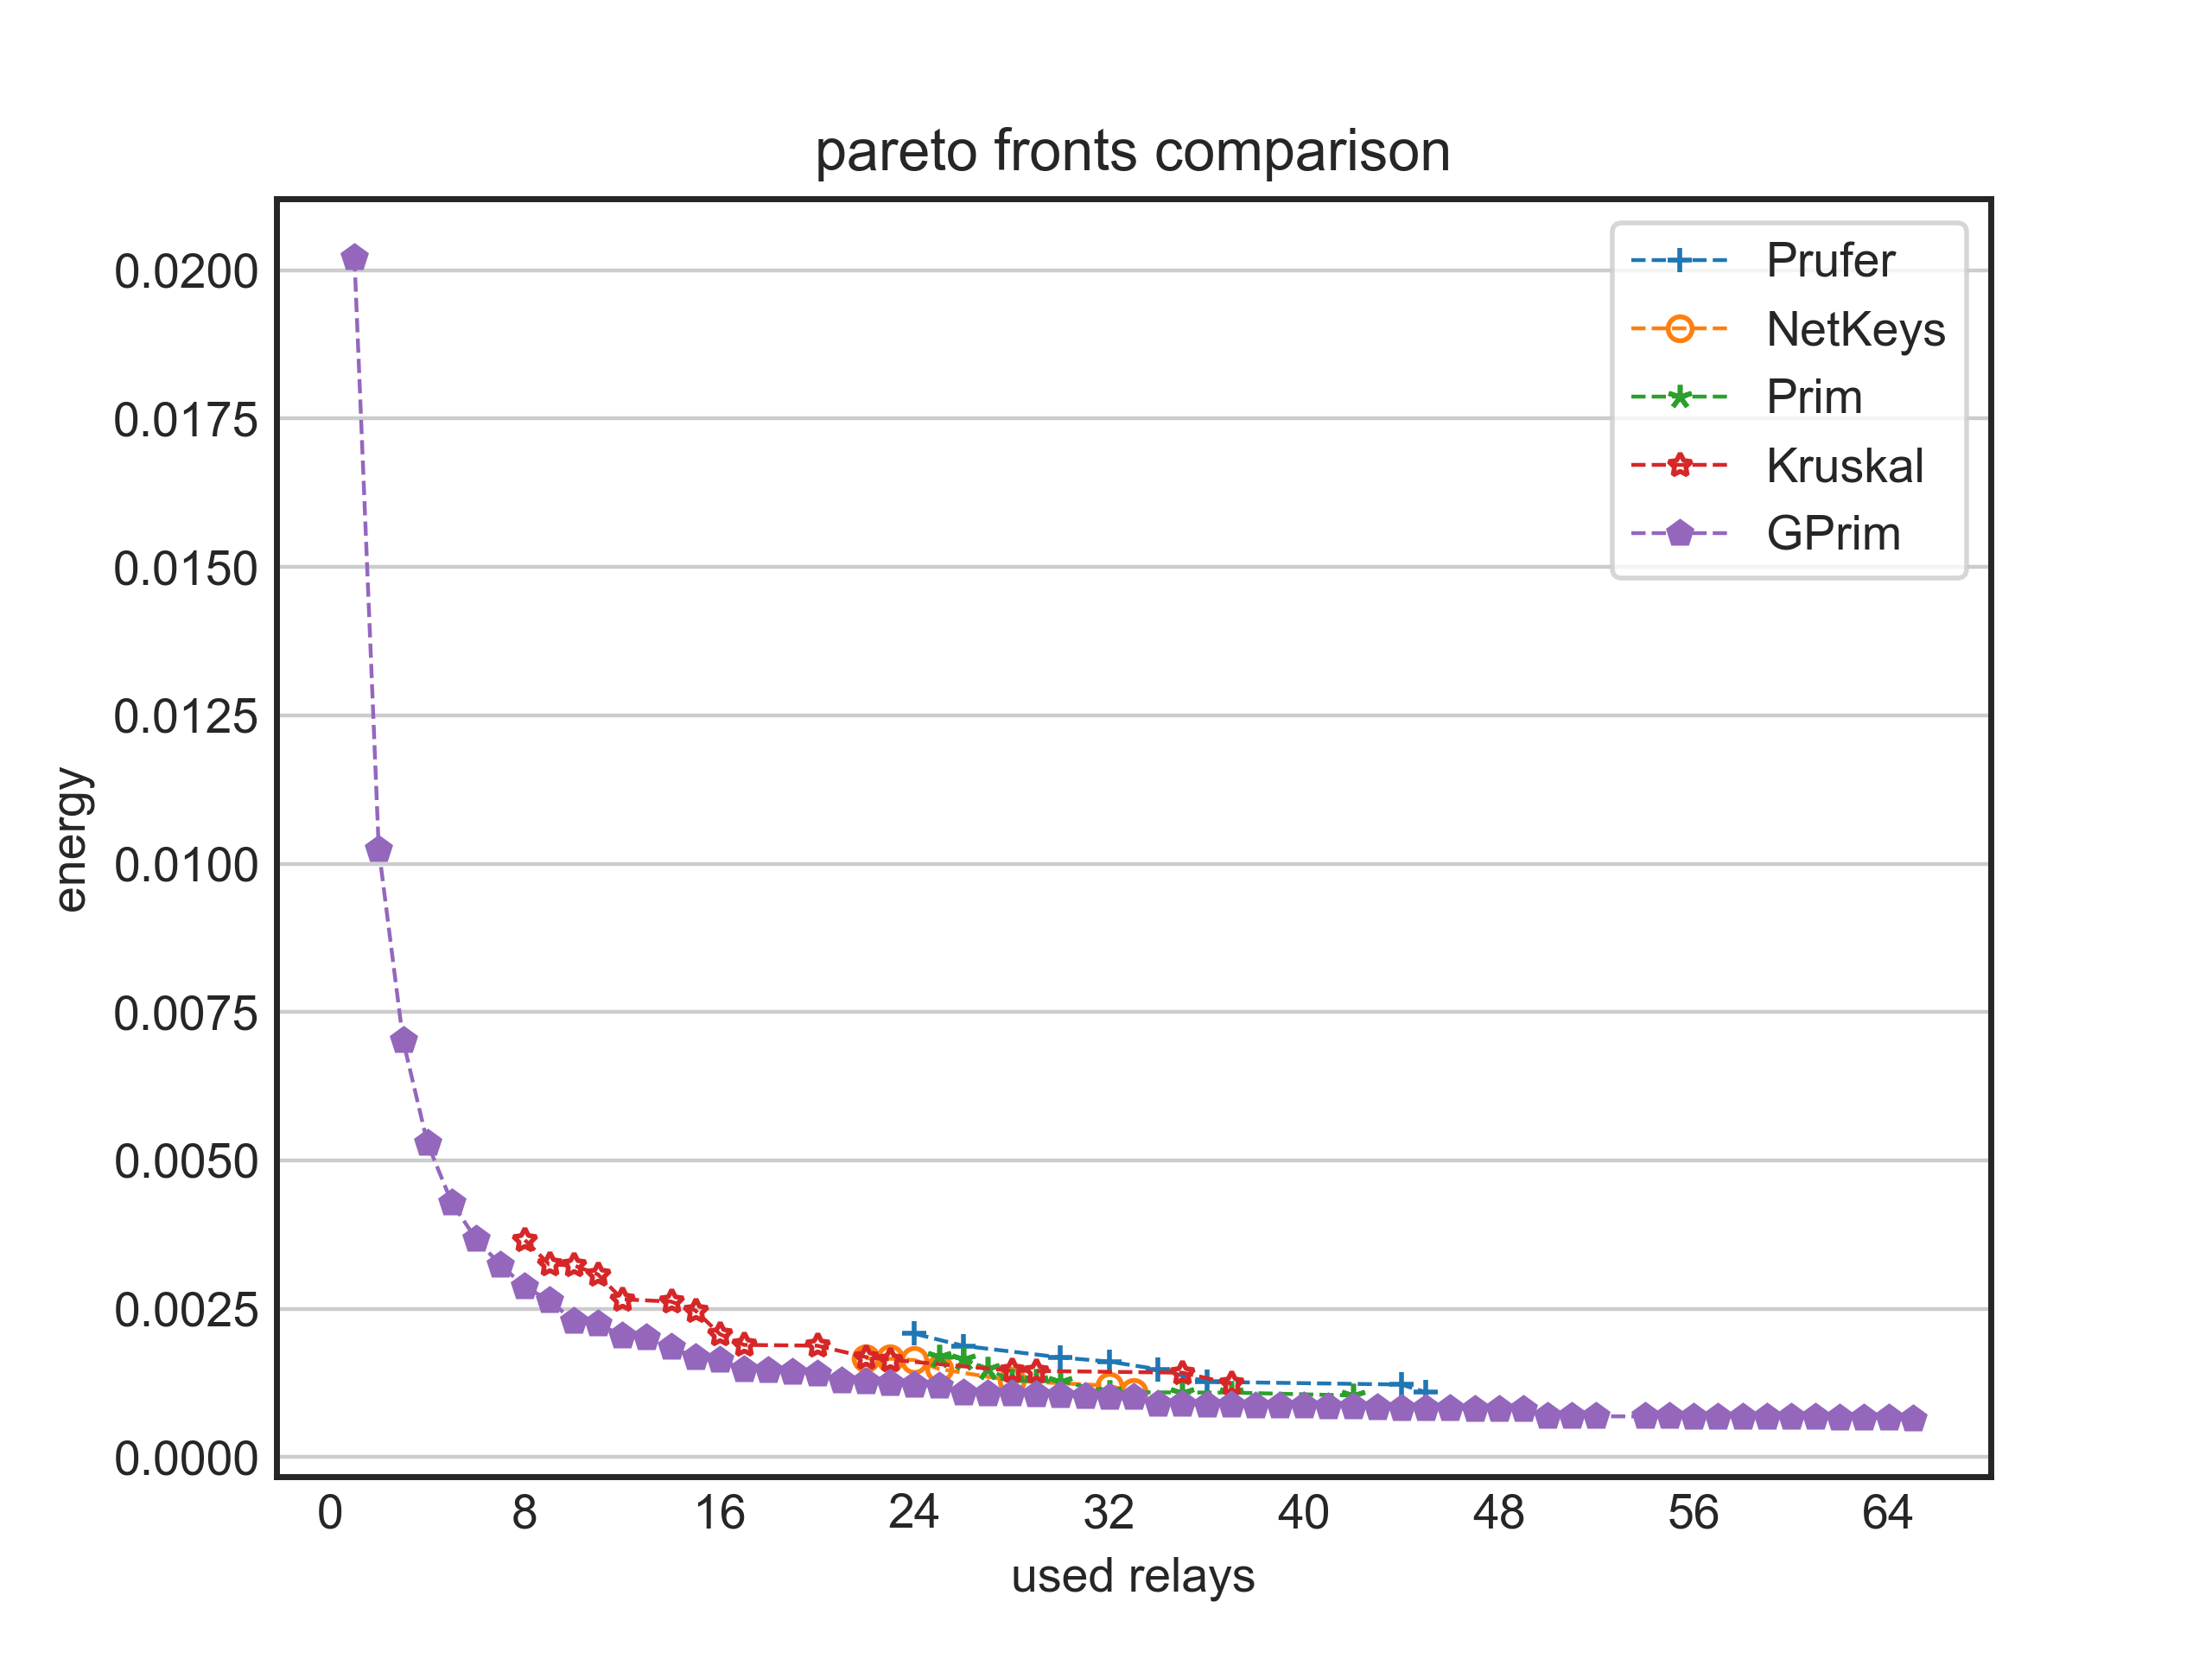 pareto fronts comparison
Prufer
NetKeys
Prim
Kruskal
GPrim
0.0200
0.0175
0.0150
0.0125
0.0100
0.0075
0.0050
0.0025
0.0000
energy
0 8 16 24 32 40 48 56 64
used relays